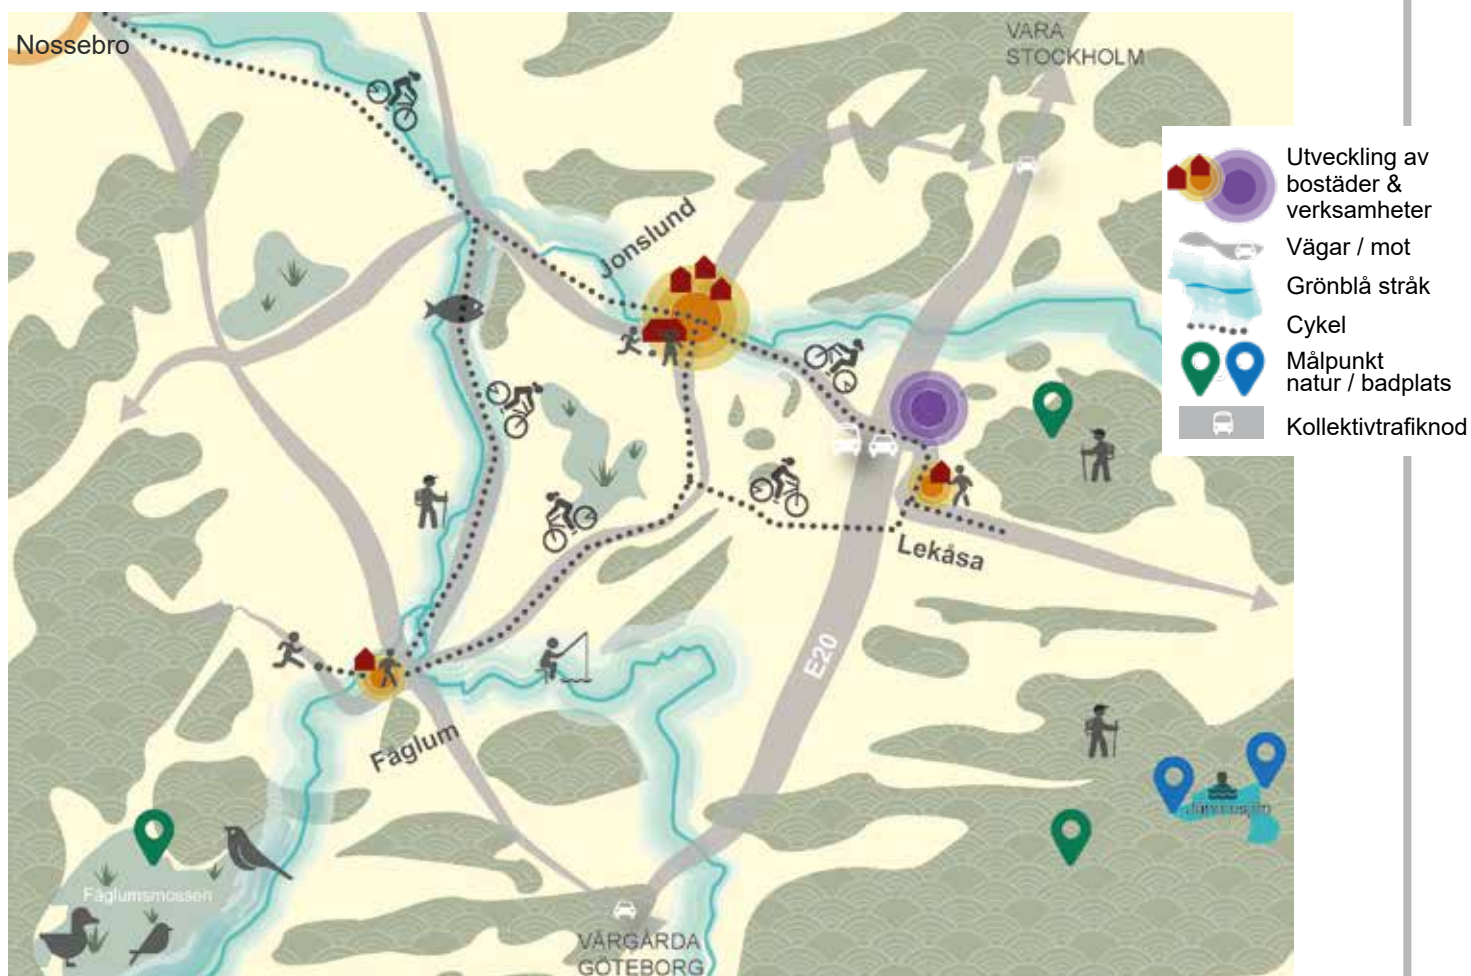 Nossebro
VARA
STOCKHOLM
Jonslund
Lekåsa
E20
Fåglum
Fåglumsmossen
VÅRGÅRDA
GÖTEBORG
Utveckling av
bostäder &
verksamheter
Vägar / mot
Grönblå stråk
Cykel
Målpunkt
natur / badplats
Kollektivtrafiknod